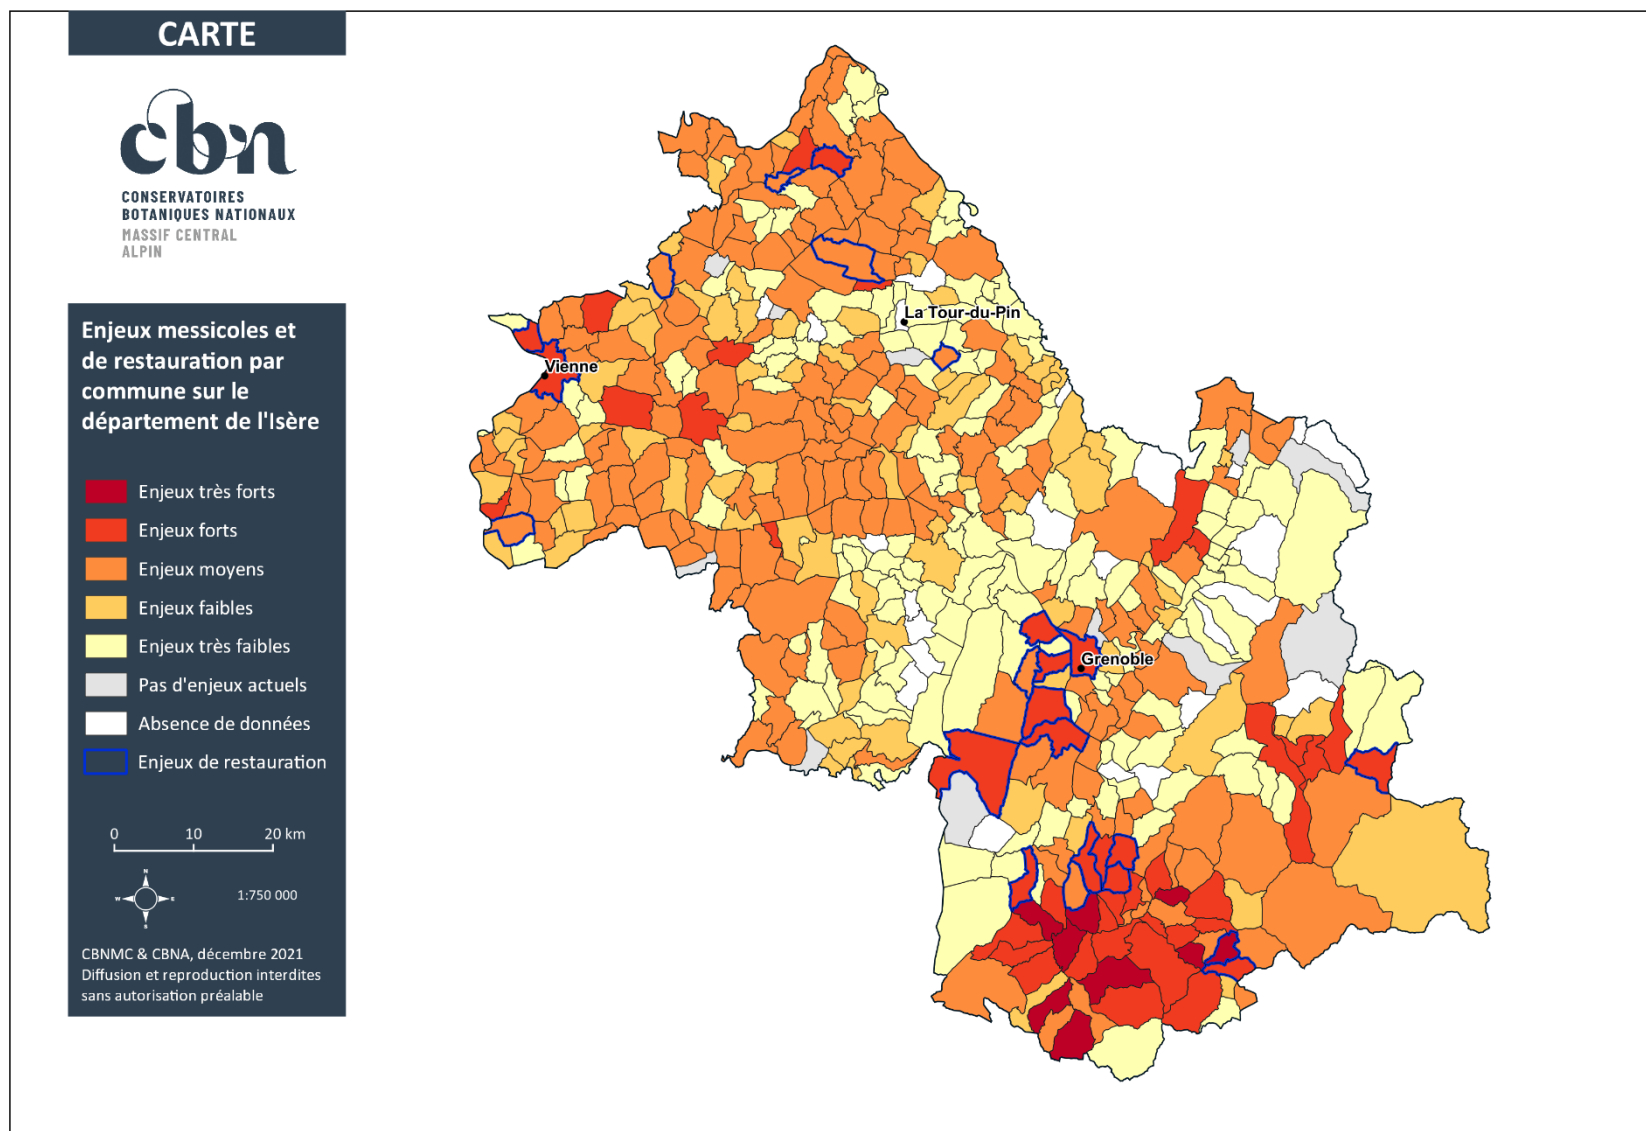 CARTE
cbn
CONSERVATOIRES
BOTANIQUES NATIONAUX
MASSIF CENTRAL
ALPIN
Enjeux messicoles et
de restauration par
commune sur le
département de l'Isère
Enjeux très forts
Enjeux forts
Enjeux moyens
Enjeux faibles
Enjeux très faibles
Pas d'enjeux actuels
Absence de données
Enjeux de restauration
0 10 20 km
N
W E
S
1:750 000
CBNMC & CBNA, décembre 2021
Diffusion et reproduction interdites
sans autorisation préalable
La Tour-du-Pin
Vienne
Grenoble